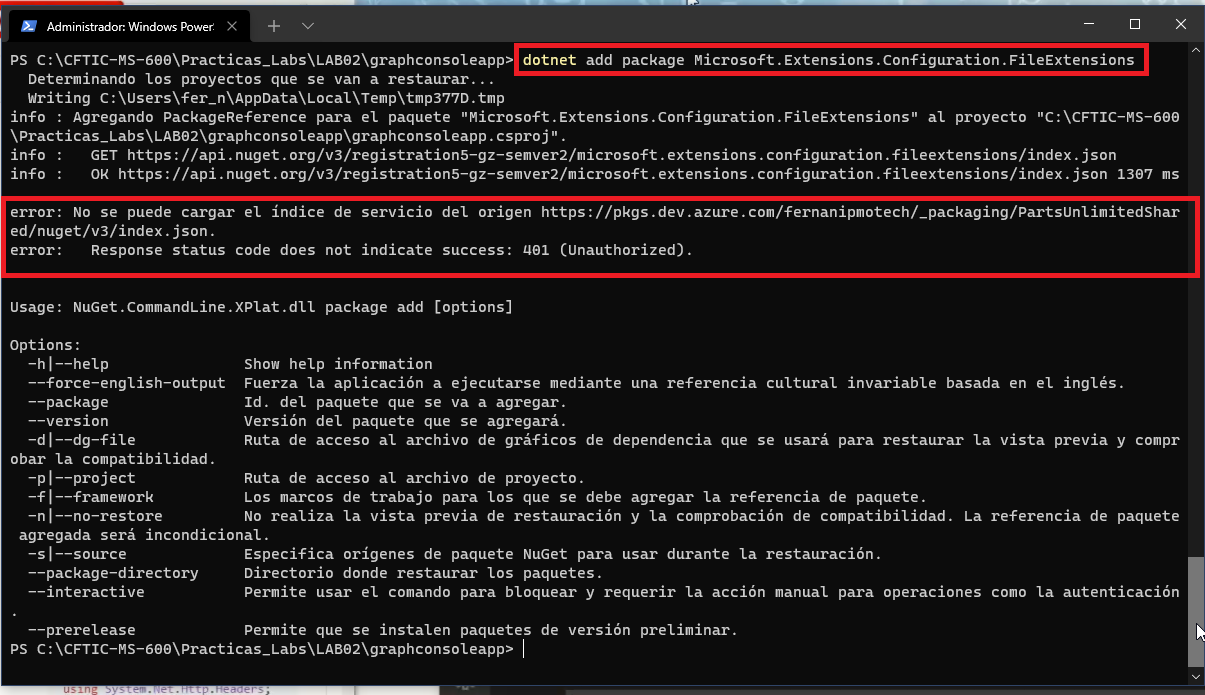 Administrador: Windows Power
PS C:\CFTIC-MS-600\Practicas_Labs\LAB02\graphconsoleapp> dotnet add package Microsoft.Extensions.Configuration.FileExtensions
  Determinando los proyectos que se van a restaurar...
  Writing C:\Users\fer_n\AppData\Local\Temp\tmp377D.tmp
info : Agregando PackageReference para el paquete "Microsoft.Extensions.Configuration.FileExtensions" al proyecto "C:\CFTIC-MS-600
\Practicas_Labs\LAB02\graphconsoleapp\graphconsoleapp.csproj".
info :   GET https://api.nuget.org/v3/registration5-gz-semver2/microsoft.extensions.configuration.fileextensions/index.json
info :   OK https://api.nuget.org/v3/registration5-gz-semver2/microsoft.extensions.configuration.fileextensions/index.json 1307 ms
error: No se puede cargar el índice de servicio del origen https://pkgs.dev.azure.com/fernanipmotech/_packaging/PartsUnlimitedShar
ed/nuget/v3/index.json.
error:   Response status code does not indicate success: 401 (Unauthorized).
Usage: NuGet.CommandLine.XPlat.dll package add [options]
Options:
  -h|--help               Show help information
  --force-english-output  Fuerza la aplicación a ejecutarse mediante una referencia cultural invariable basada en el inglés.
  --package               Id. del paquete que se va a agregar.
  --version               Versión del paquete que se agregará.
  -d|--dg-file            Ruta de acceso al archivo de gráficos de dependencia que se usará para restaurar la vista previa y compr
obar la compatibilidad.
  -p|--project            Ruta de acceso al archivo de proyecto.
  -f|--framework          Los marcos de trabajo para los que se debe agregar la referencia de paquete.
  -n|--no-restore         No realiza la vista previa de restauración y la comprobación de compatibilidad. La referencia de paquete
 agregada será incondicional.
  -s|--source             Especifica orígenes de paquete NuGet para usar durante la restauración.
  --package-directory     Directorio donde restaurar los paquetes.
  --interactive           Permite usar el comando para bloquear y requerir la acción manual para operaciones como la autenticación
.
  --prerelease            Permite que se instalen paquetes de versión preliminar.
PS C:\CFTIC-MS-600\Practicas_Labs\LAB02\graphconsoleapp>
using System.Net.Http.Headers;